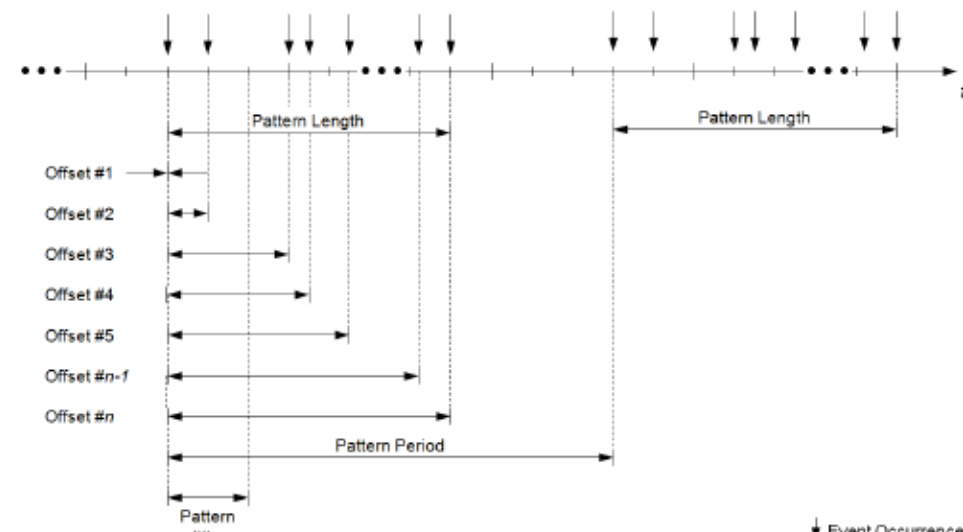 t
Pattern Length
Pattern Length
Offset #1
Offset #2
Offset #3
Offset #4
Offset #5
Offset #n-1
Offset #n
Pattern Period
Pattern
Event Occurrence